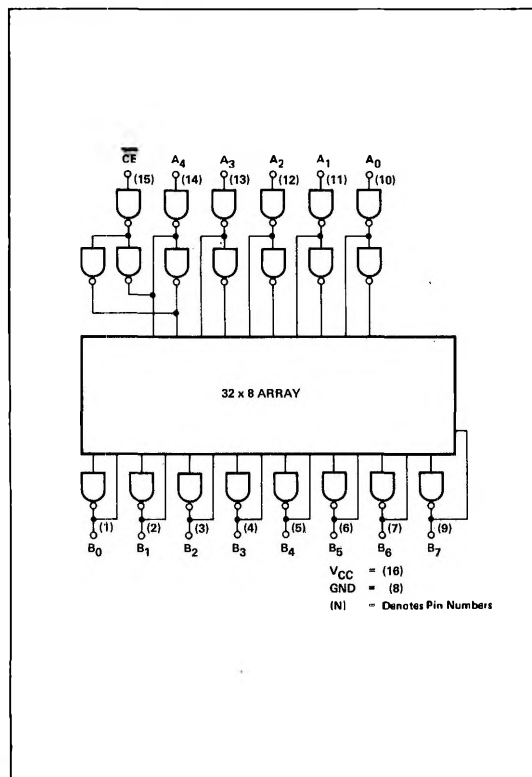 CE A4 A3 A2 A1 A0
(15) (14) (13) (12) (11) (10)
32 x 8 ARRAY
(1) (2) (3) (4) (5) (6) (7) (9)
B0 B1 B2 B3 B4 B5 B6 B7
VCC = (16)
GND = (8)
(N) = Denotes Pin Numbers